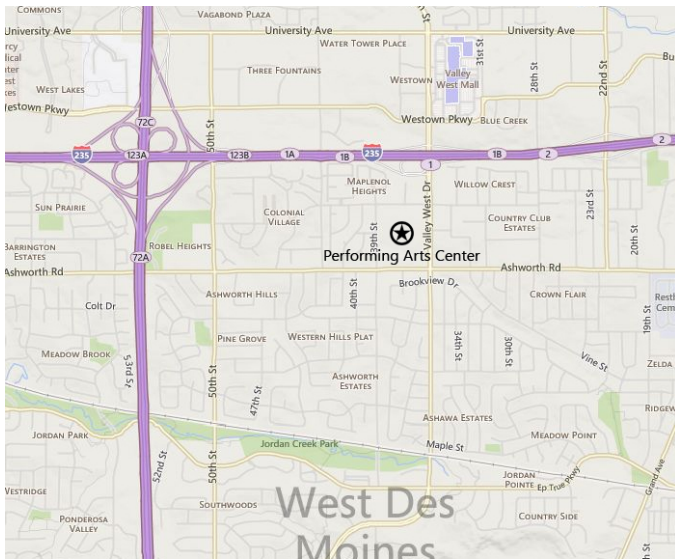 COMMONS
VAGABOND PLAZA
University Ave
University Ave
University Ave
WATER TOWER PLACE
31st St
28th St
22nd St
THREE FOUNTAINS
WESTOWN
Valley
West Mall
WEST LAKES
Westown Pkwy
50th St
Westown Pkwy
BLUE CREEK
72C
235
123A
123B
1A
1B
235
1
1B
2
2
MAPLENOL
HEIGHTS
WILLOW CREST
SUN PRAIRIE
COLONIAL
VILLAGE
39th St
Valley West Dr
COUNTRY CLUB
ESTATES
23rd St
20th St
BARRINGTON
ESTATES
ROBEL HEIGHTS
72A
Performing Arts Center
Ashworth Rd
Ashworth Rd
Brookview Dr
ASHWORTH HILLS
40th St
CROWN FLAIR
Colt Dr
19th St
PINE GROVE
WESTERN HILLS PLAT
34th St
30th St
MEADOW BROOK
53rd St
50th St
Vine St
ZELDA
ASHWORTH
ESTATES
47th St
ASHAWA ESTATES
JORDAN PARK
Jordan Creek Park
Maple St
MEADOW POINT
52nd St
50th St
JORDAN
POINTE
Ep True Pkwy
Grand Ave
WESTRIDGE
SOUTHWOODS
West Des
Moines
PONDEROSA
VALLEY
COUNTRY SIDE